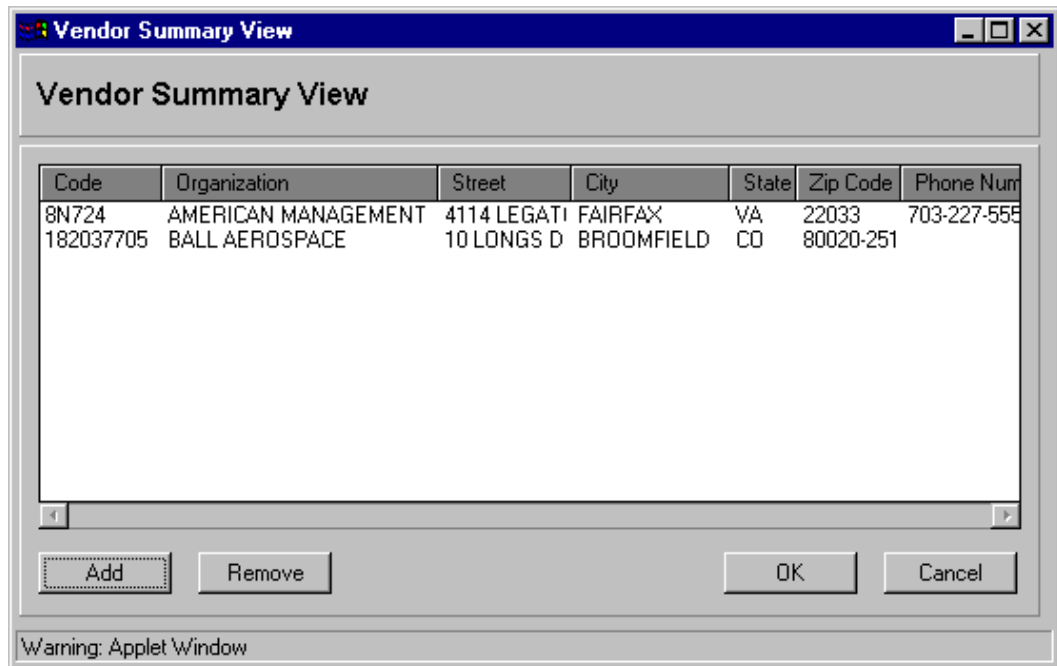 Vendor Summary View
Vendor Summary View
Code Organization Street City State Zip Code Phone Num
8N724 AMERICAN MANAGEMENT 4114 LEGATI FAIRFAX VA 22033 703-227-555
182037705 BALL AEROSPACE 10 LONGS D BROOMFIELD CO 80020-251
Add Remove OK Cancel
Warning: Applet Window